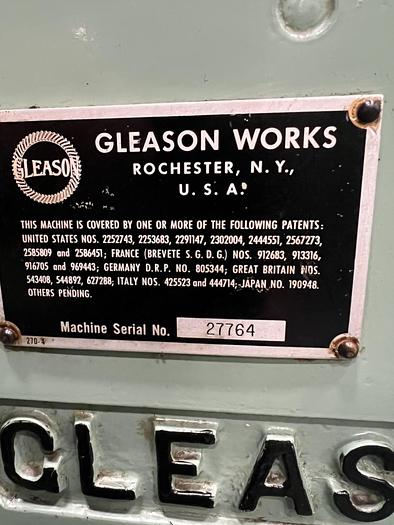 GLEASON
GLEASON WORKS
ROCHESTER, N. Y.,
U. S. A.
THIS MACHINE IS COVERED BY ONE OR MORE OF THE FOLLOWING PATENTS:
UNITED STATES NOS. 2252743, 2253683, 2291147, 2302004, 2444551, 2567273,
2585809 and 2586451; FRANCE (BREVETE S.G.D.G.) NOS. 912683, 913316,
916705 and 969443; GERMANY D.R.P. NO. 805344; GREAT BRITAIN NOS.
543408, 544892, 627288; ITALY NOS. 425523 and 444714; JAPAN NO. 190948.
OTHERS PENDING.
Machine Serial No. 27764
GLEAS